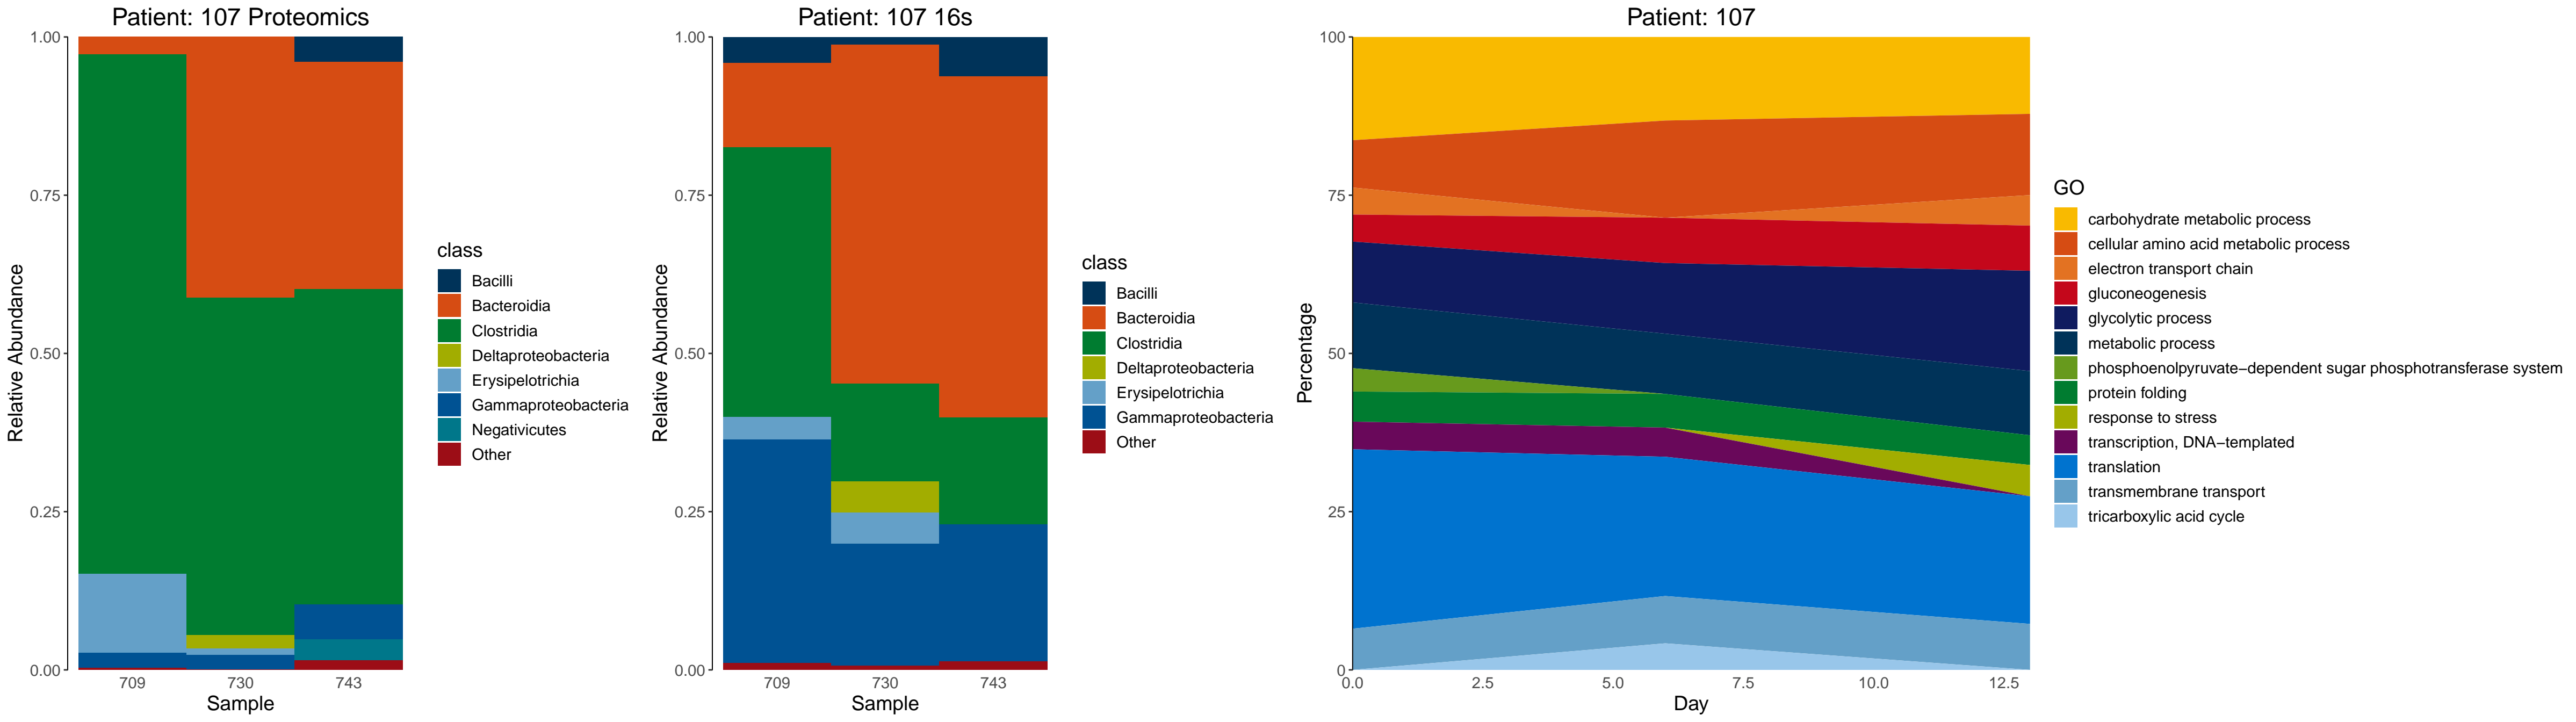 Patient: 107 Proteomics
1.00
0.75
0.50
0.25
0.00
Relative Abundance
709 730 743
Sample
class
Bacilli
Bacteroidia
Clostridia
Deltaproteobacteria
Erysipelotrichia
Gammaproteobacteria
Negativicutes
Other
Patient: 107 16s
1.00
0.75
0.50
0.25
0.00
Relative Abundance
709 730 743
Sample
class
Bacilli
Bacteroidia
Clostridia
Deltaproteobacteria
Erysipelotrichia
Gammaproteobacteria
Other
Patient: 107
100
75
50
25
0
Percentage
0.0 2.5 5.0 7.5 10.0 12.5
Day
GO
carbohydrate metabolic process
cellular amino acid metabolic process
electron transport chain
gluconeogenesis
glycolytic process
metabolic process
phosphoenolpyruvate−dependent sugar phosphotransferase system
protein folding
response to stress
transcription, DNA−templated
translation
transmembrane transport
tricarboxylic acid cycle